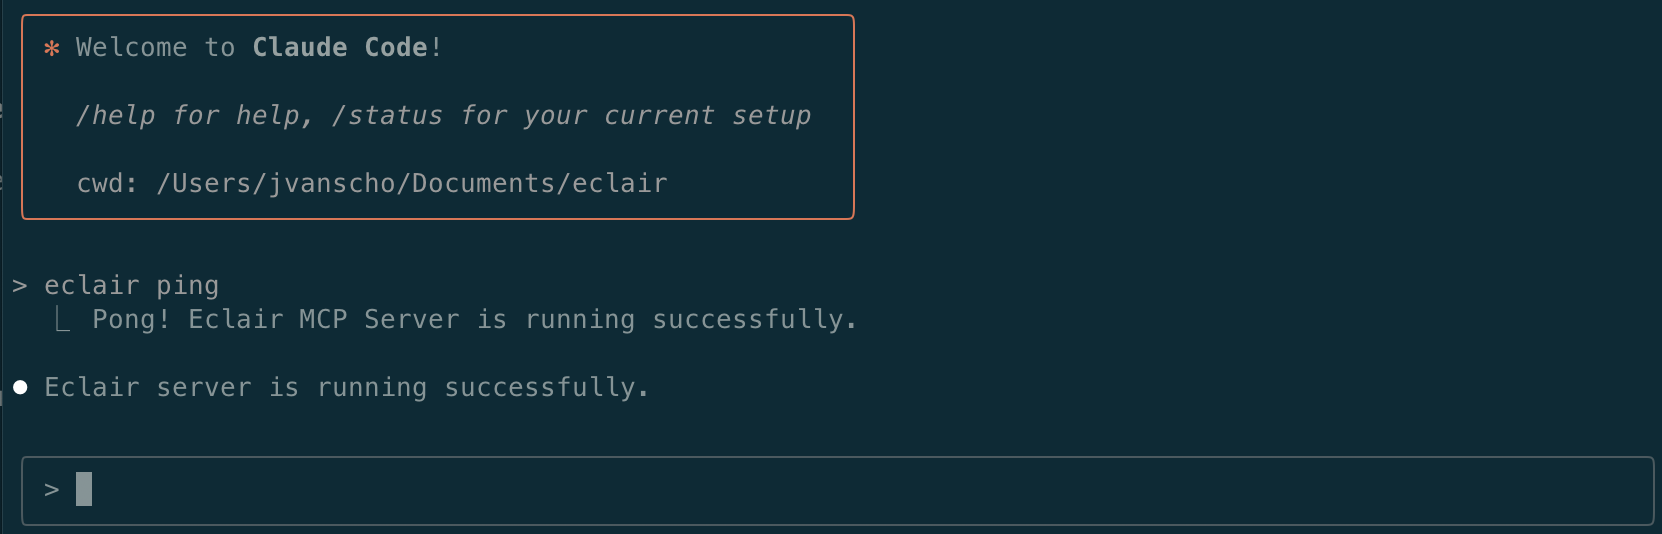 ✻ Welcome to Claude Code!
/help for help, /status for your current setup
cwd: /Users/jvanscho/Documents/eclair
> eclair ping
⎿ Pong! Eclair MCP Server is running successfully.
● Eclair server is running successfully.
>